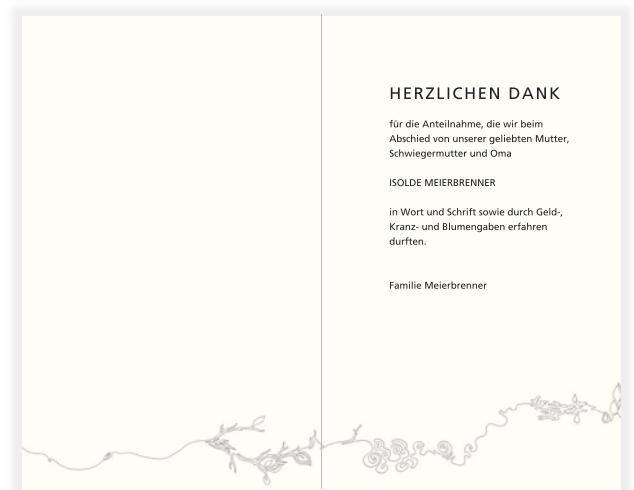 HERZLICHEN DANK
für die Anteilnahme, die wir beim
Abschied von unserer geliebten Mutter,
Schwiegermutter und Oma
ISOLDE MEIERBRENNER
in Wort und Schrift sowie durch Geld-,
Kranz- und Blumengaben erfahren
durften.
Familie Meierbrenner